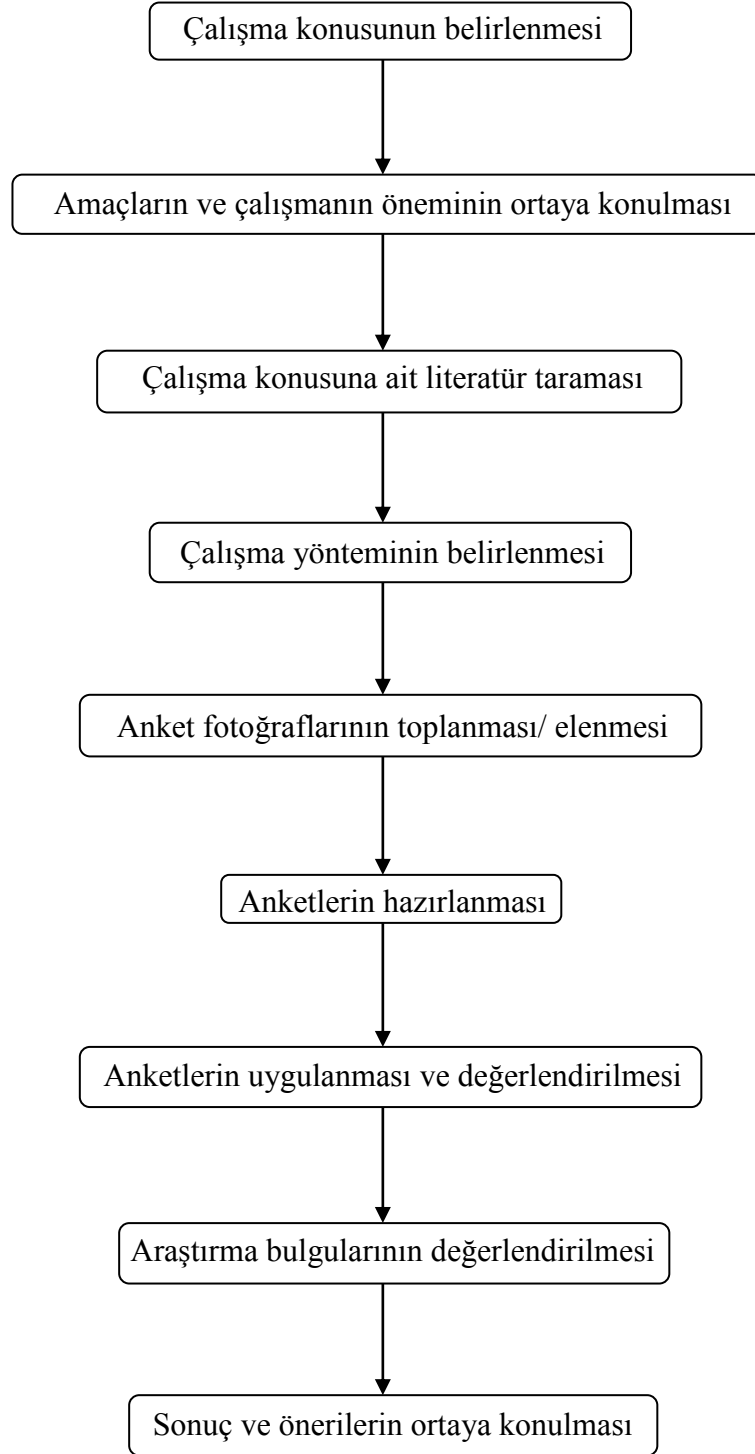 Çalışma konusunun belirlenmesi
Amaçların ve çalışmanın öneminin ortaya konulması
Çalışma konusuna ait literatür taraması
Çalışma yönteminin belirlenmesi
Anket fotoğraflarının toplanması/ elenmesi
Anketlerin hazırlanması
Anketlerin uygulanması ve değerlendirilmesi
Araştırma bulgularının değerlendirilmesi
Sonuç ve önerilerin ortaya konulması